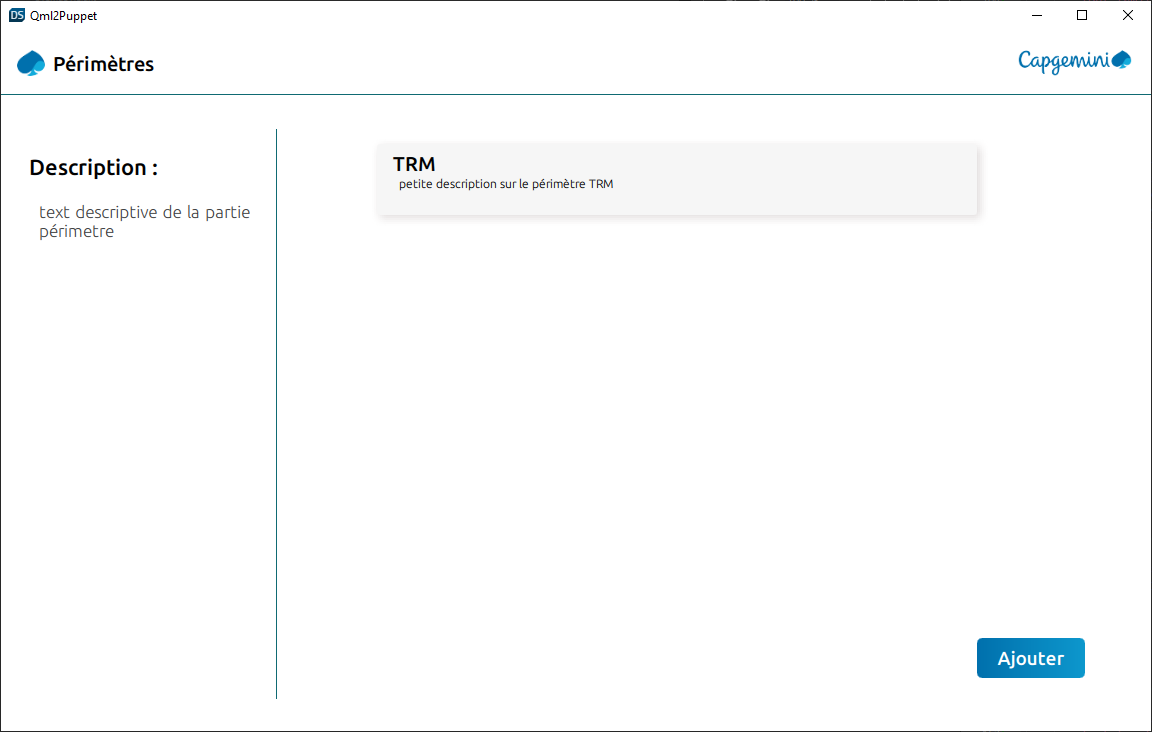 DS Qml2Puppet
Périmètres
Capgemini
Description :
text descriptive de la partie
périmetre
TRM
petite description sur le périmètre TRM
Ajouter